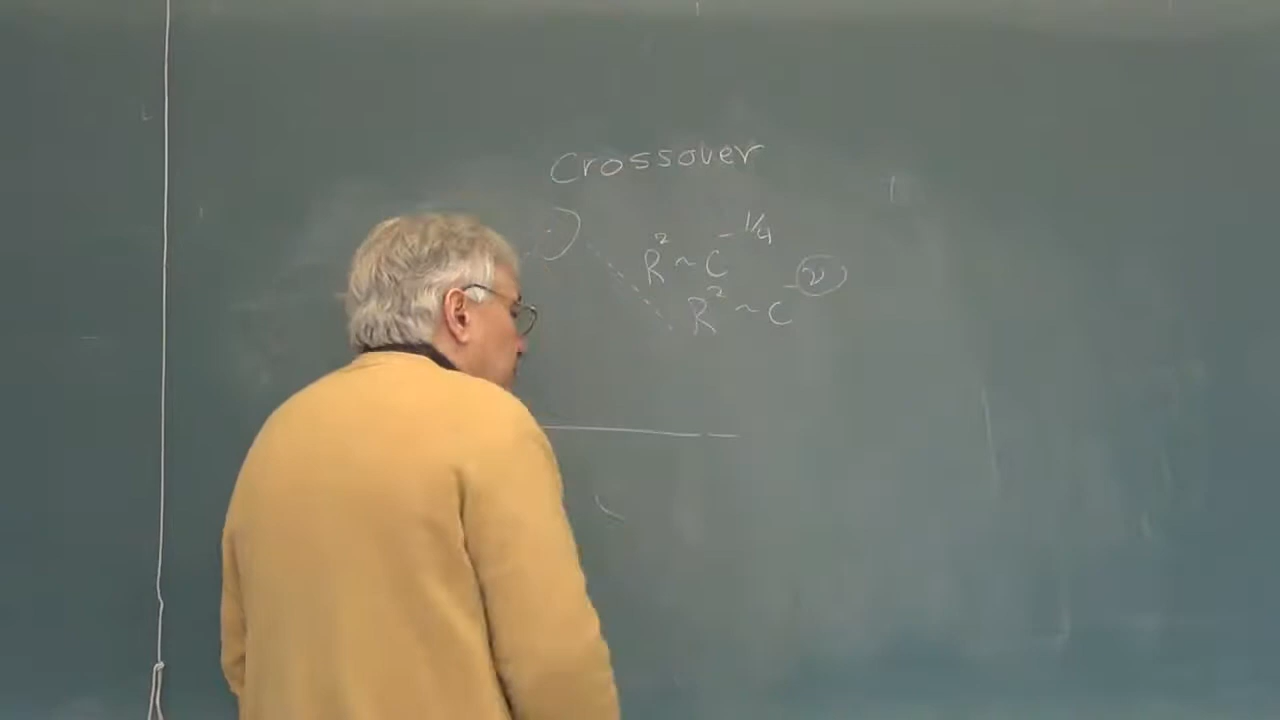 Crossover
R² ~ C^-1/4
R² ~ C^-ν